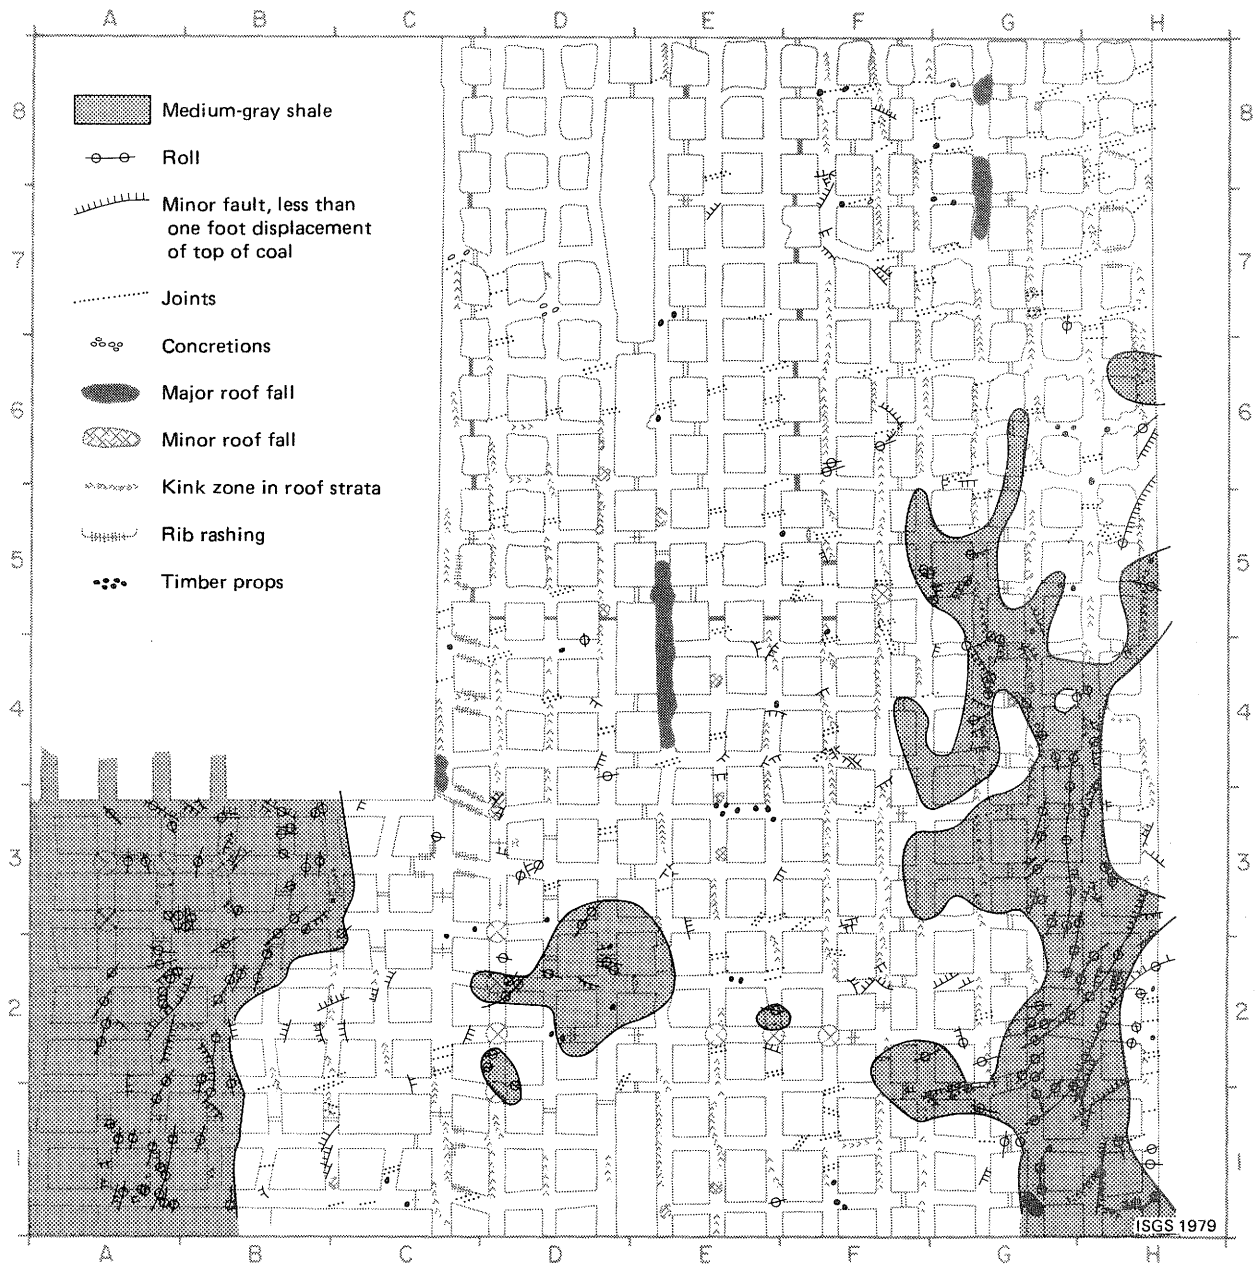 A B C D E F G H
8 8
Medium-gray shale
Roll
Minor fault, less than
one foot displacement
of top of coal
7 7
Joints
Concretions
Major roof fall
6 6
Minor roof fall
Kink zone in roof strata
Rib rashing
5 5
Timber props
4 4
3 3
2 2
1 1
ISGS 1979
A B C D E F G H